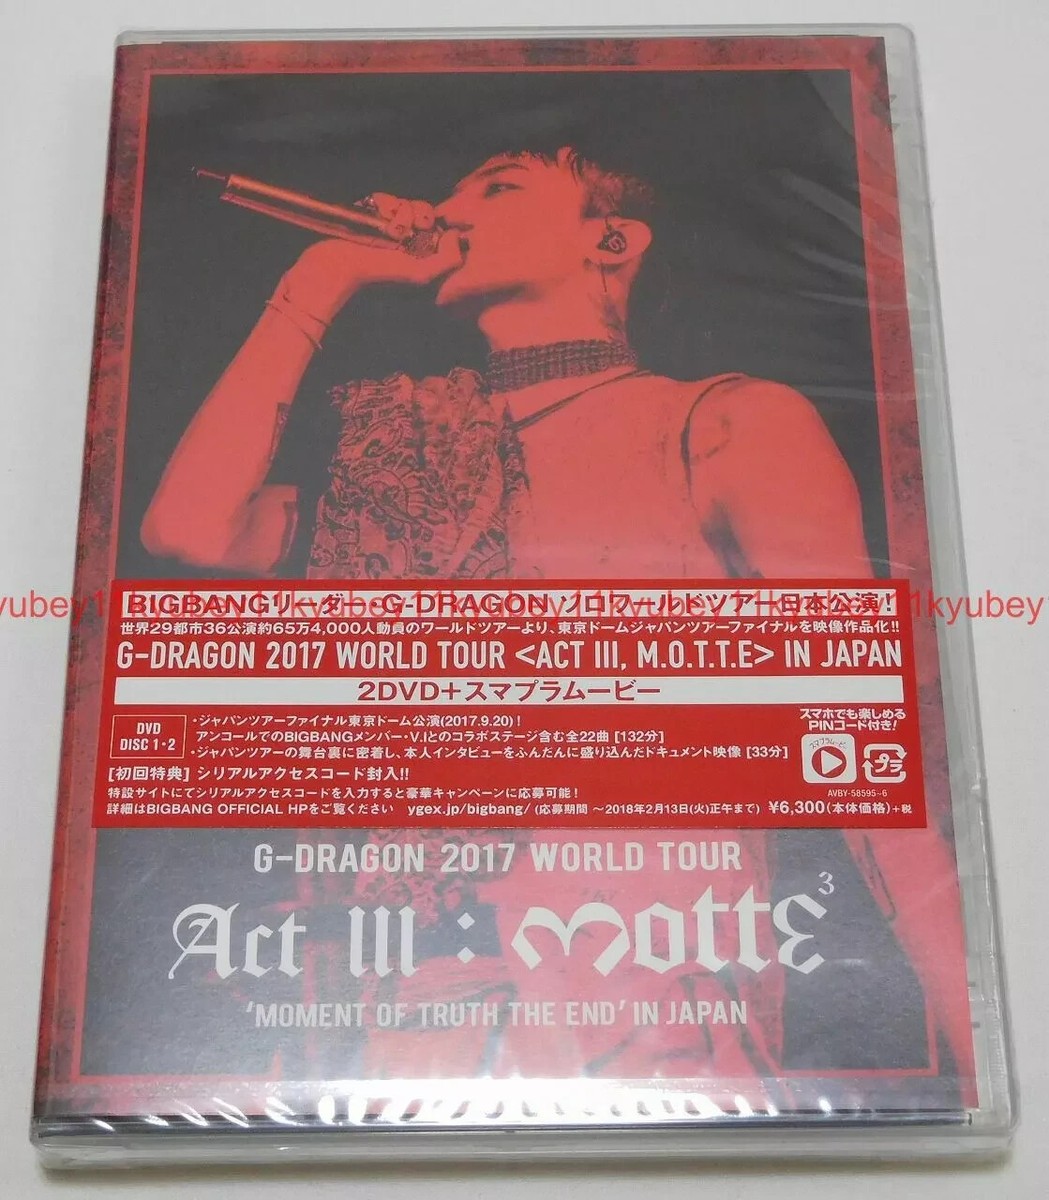 BIGBANGリーダーG-DRAGON ソロワールドツアー日本公演！
kyubey11kyubey11kyubey11kyubey11kyubey11kyubey
世界29都市36公演約65万4,000人動員のワールドツアーより、東京ドームジャパンツアーファイナルを映像作品化!!
G-DRAGON 2017 WORLD TOUR <ACT III, M.O.T.T.E> IN JAPAN
2DVD+スマプラムービー
DVD
DISC 1・2
・ジャパンツアーファイナル東京ドーム公演(2017.9.20)！
アンコールでのBIGBANGメンバー・V.Iとのコラボステージ含む全22曲 [132分]
・ジャパンツアーの舞台裏に密着し、本人インタビューをふんだんに盛り込んだドキュメント映像 [33分]
スマホでも楽しめる
PINコード付き!
スマプラムービー
プラ
[初回特典] シリアルアクセスコード封入!!
特設サイトにてシリアルアクセスコードを入力すると豪華キャンペーンに応募可能！
AVBY-58595~6
詳細はBIGBANG OFFICIAL HPをご覧ください ygex.jp/bigbang/ (応募期間 ～2018年2月13日(火)正午まで) ¥6,300(本体価格)+税
G-DRAGON 2017 WORLD TOUR
Act III : Motte 3
'MOMENT OF TRUTH THE END' IN JAPAN